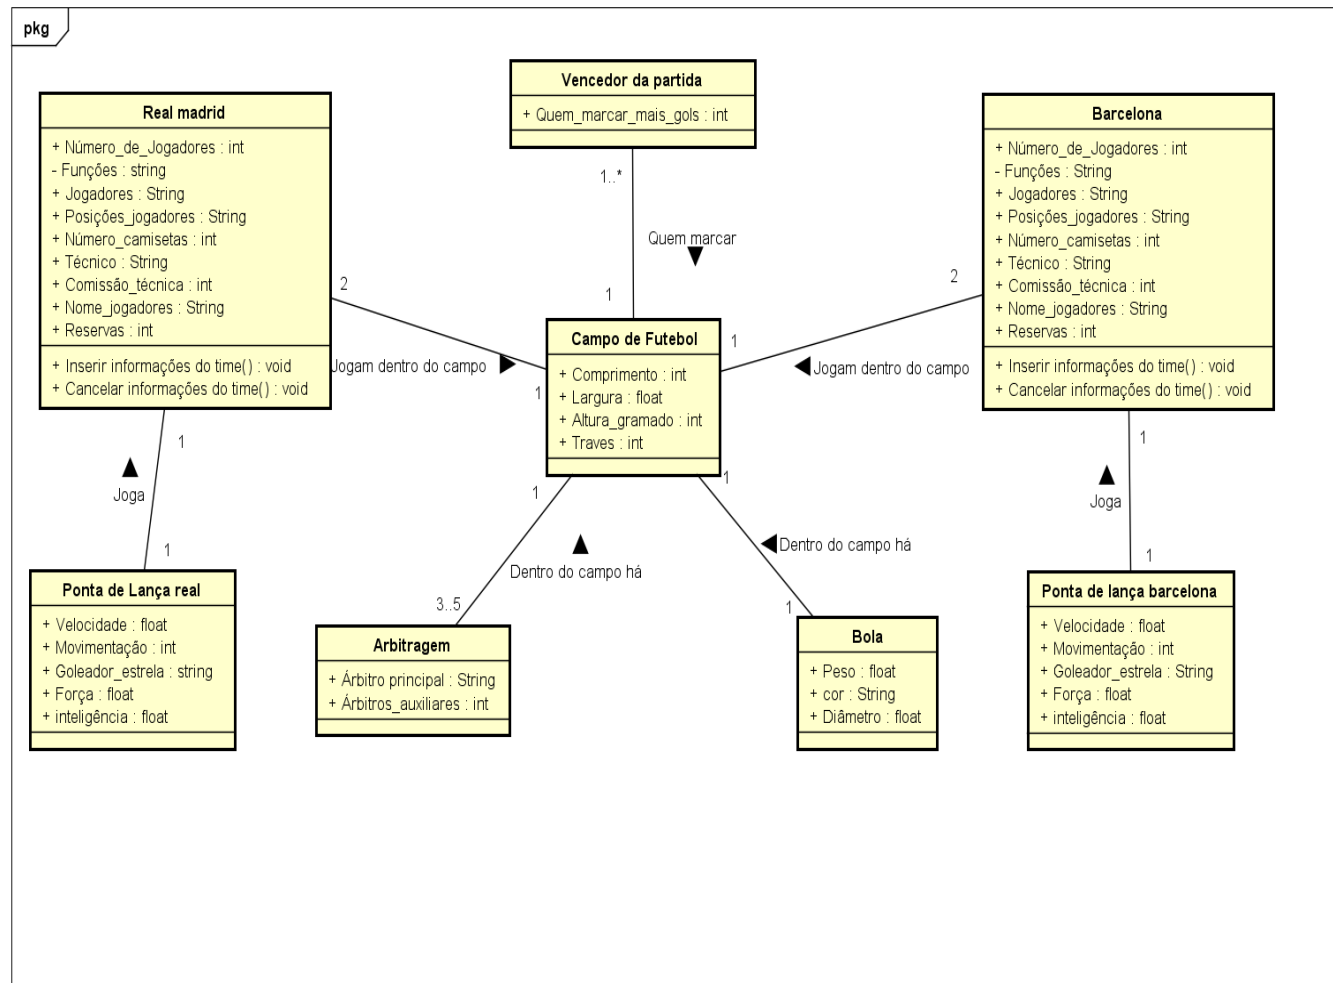 pkg
Vencedor da partida
+ Quem_marcar_mais_gols : int
Real madrid
+ Número_de_Jogadores : int
- Funções : string
+ Jogadores : String
+ Posições_jogadores : String
+ Número_camisetas : int
+ Técnico : String
+ Comissão_técnica : int
+ Nome_jogadores : String
+ Reservas : int
+ Inserir informações do time() : void
+ Cancelar informações do time() : void
Barcelona
+ Número_de_Jogadores : int
- Funções : String
+ Jogadores : String
+ Posições_jogadores : String
+ Número_camisetas : int
+ Técnico : String
+ Comissão_técnica : int
+ Nome_jogadores : String
+ Reservas : int
+ Inserir informações do time() : void
+ Cancelar informações do time() : void
1..*
Quem marcar
1
2
Jogam dentro do campo
1
2
1
Jogam dentro do campo
Campo de Futebol
+ Comprimento : int
+ Largura : float
+ Altura_gramado : int
+ Traves : int
1
Joga
1
1
Dentro do campo há
3..5
1
Dentro do campo há
1
1
Joga
1
Ponta de Lança real
+ Velocidade : float
+ Movimentação : int
+ Goleador_estrela : string
+ Força : float
+ inteligência : float
Arbitragem
+ Árbitro principal : String
+ Árbitros_auxiliares : int
Bola
+ Peso : float
+ cor : String
+ Diâmetro : float
Ponta de lança barcelona
+ Velocidade : float
+ Movimentação : int
+ Goleador_estrela : String
+ Força : float
+ inteligência : float